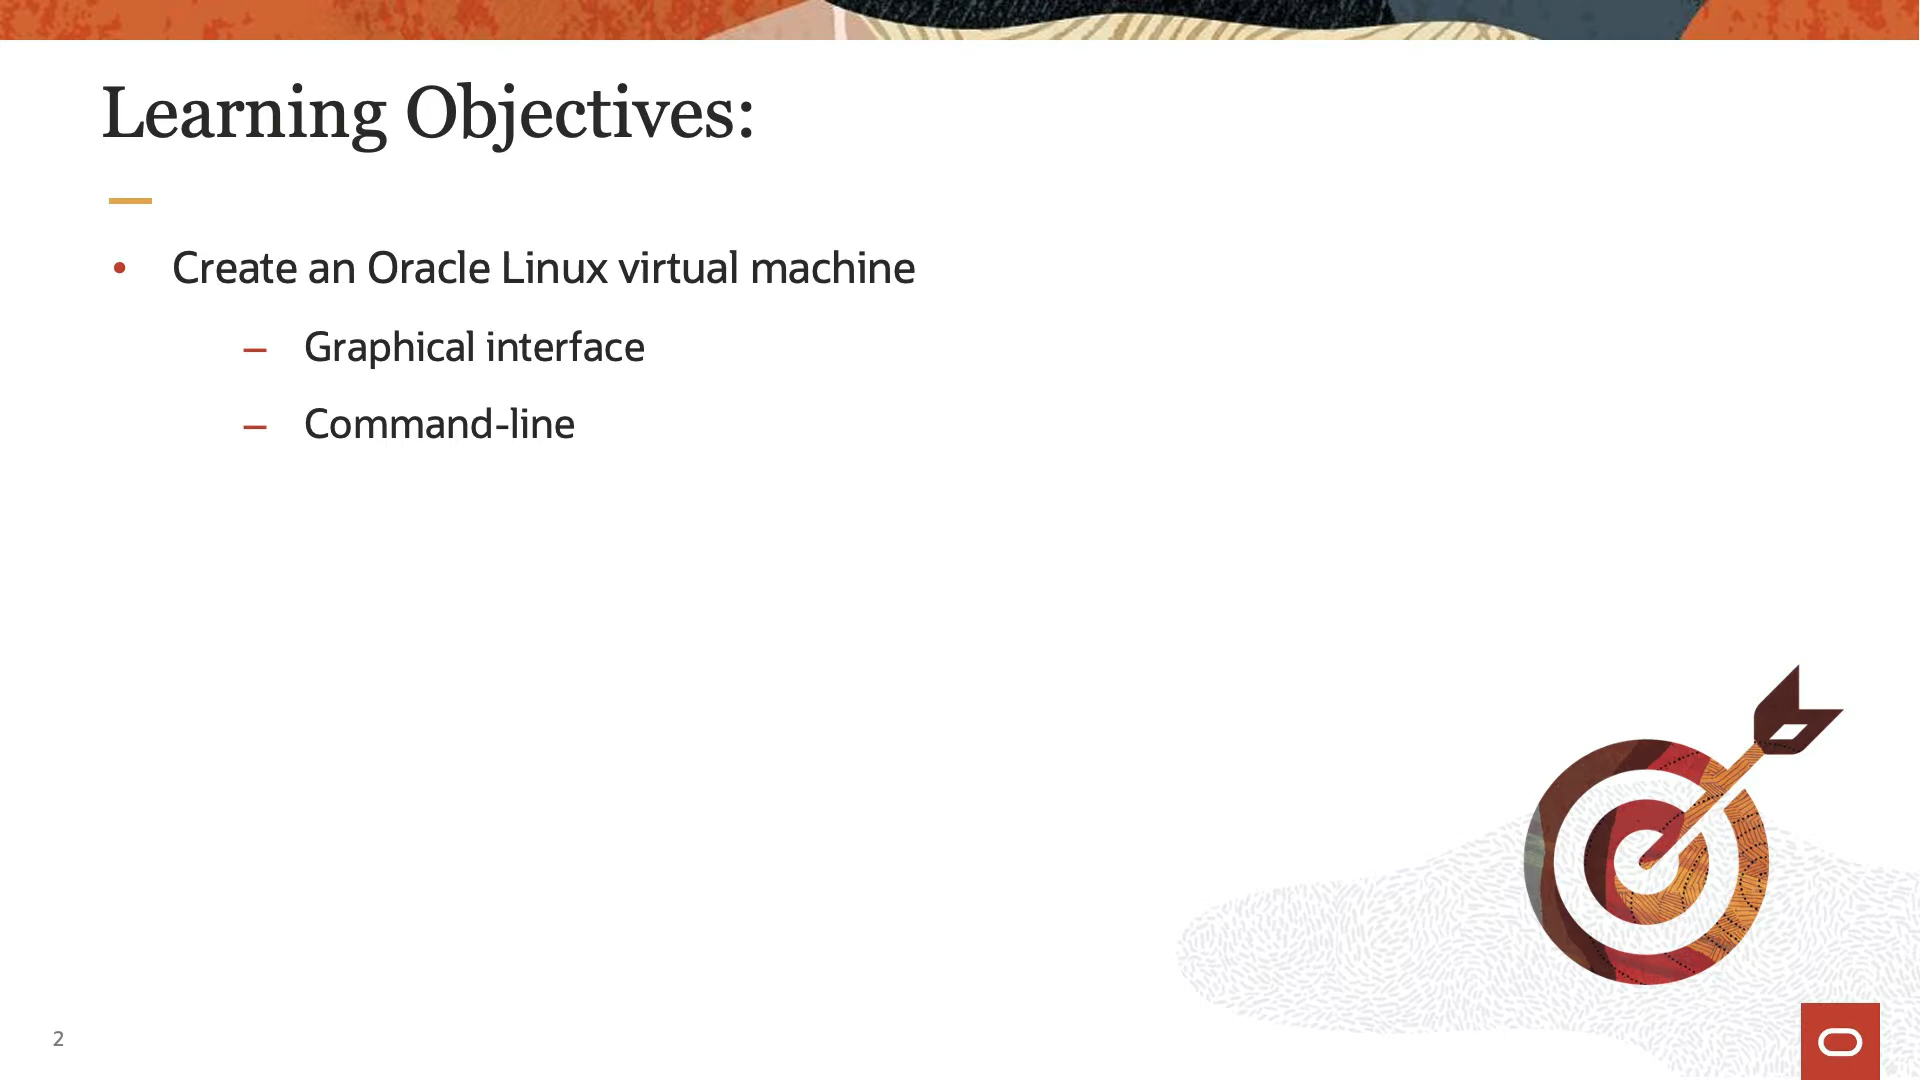 Learning Objectives:
• Create an Oracle Linux virtual machine
– Graphical interface
– Command-line
2